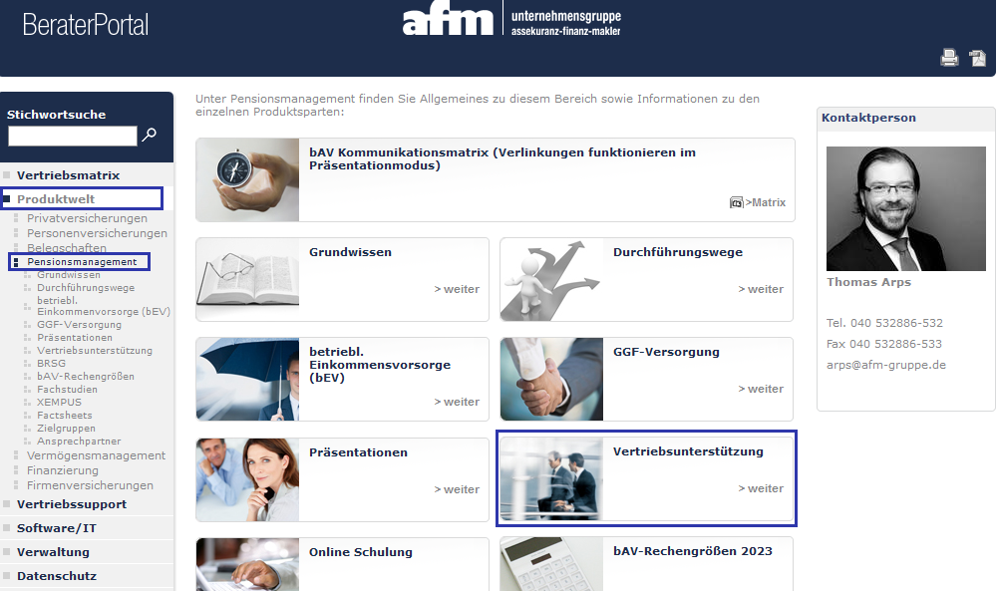 BeraterPortal
afm
unternehmensgruppe
assekuranz-finanz-makler
Stichwortsuche
Vertriebsmatrix
Produktwelt
Privatversicherungen
Personenversicherungen
Belegschaften
Pensionsmanagement
Grundwissen
Durchführungswege
betriebl.
Einkommenvorsorge (bEV)
GGF-Versorgung
Präsentationen
Vertriebsunterstützung
BRSG
bAV-Rechengrößen
Fachstudien
XEMPUS
Factsheets
Zielgruppen
Ansprechpartner
Vermögensmanagement
Finanzierung
Firmenversicherungen
Vertriebssupport
Software/IT
Verwaltung
Datenschutz
Unter Pensionsmanagement finden Sie Allgemeines zu diesem Bereich sowie Informationen zu den
einzelnen Produktsparten:
bAV Kommunikationsmatrix (Verlinkungen funktionieren im
Präsentationmodus)
>Matrix
Grundwissen
> weiter
Durchführungswege
> weiter
betriebl.
Einkommensvorsorge
(bEV)
> weiter
GGF-Versorgung
> weiter
Präsentationen
> weiter
Vertriebsunterstützung
> weiter
Online Schulung
bAV-Rechengrößen 2023
Kontaktperson
Thomas Arps
Tel. 040 532886-532
Fax 040 532886-533
arps@afm-gruppe.de